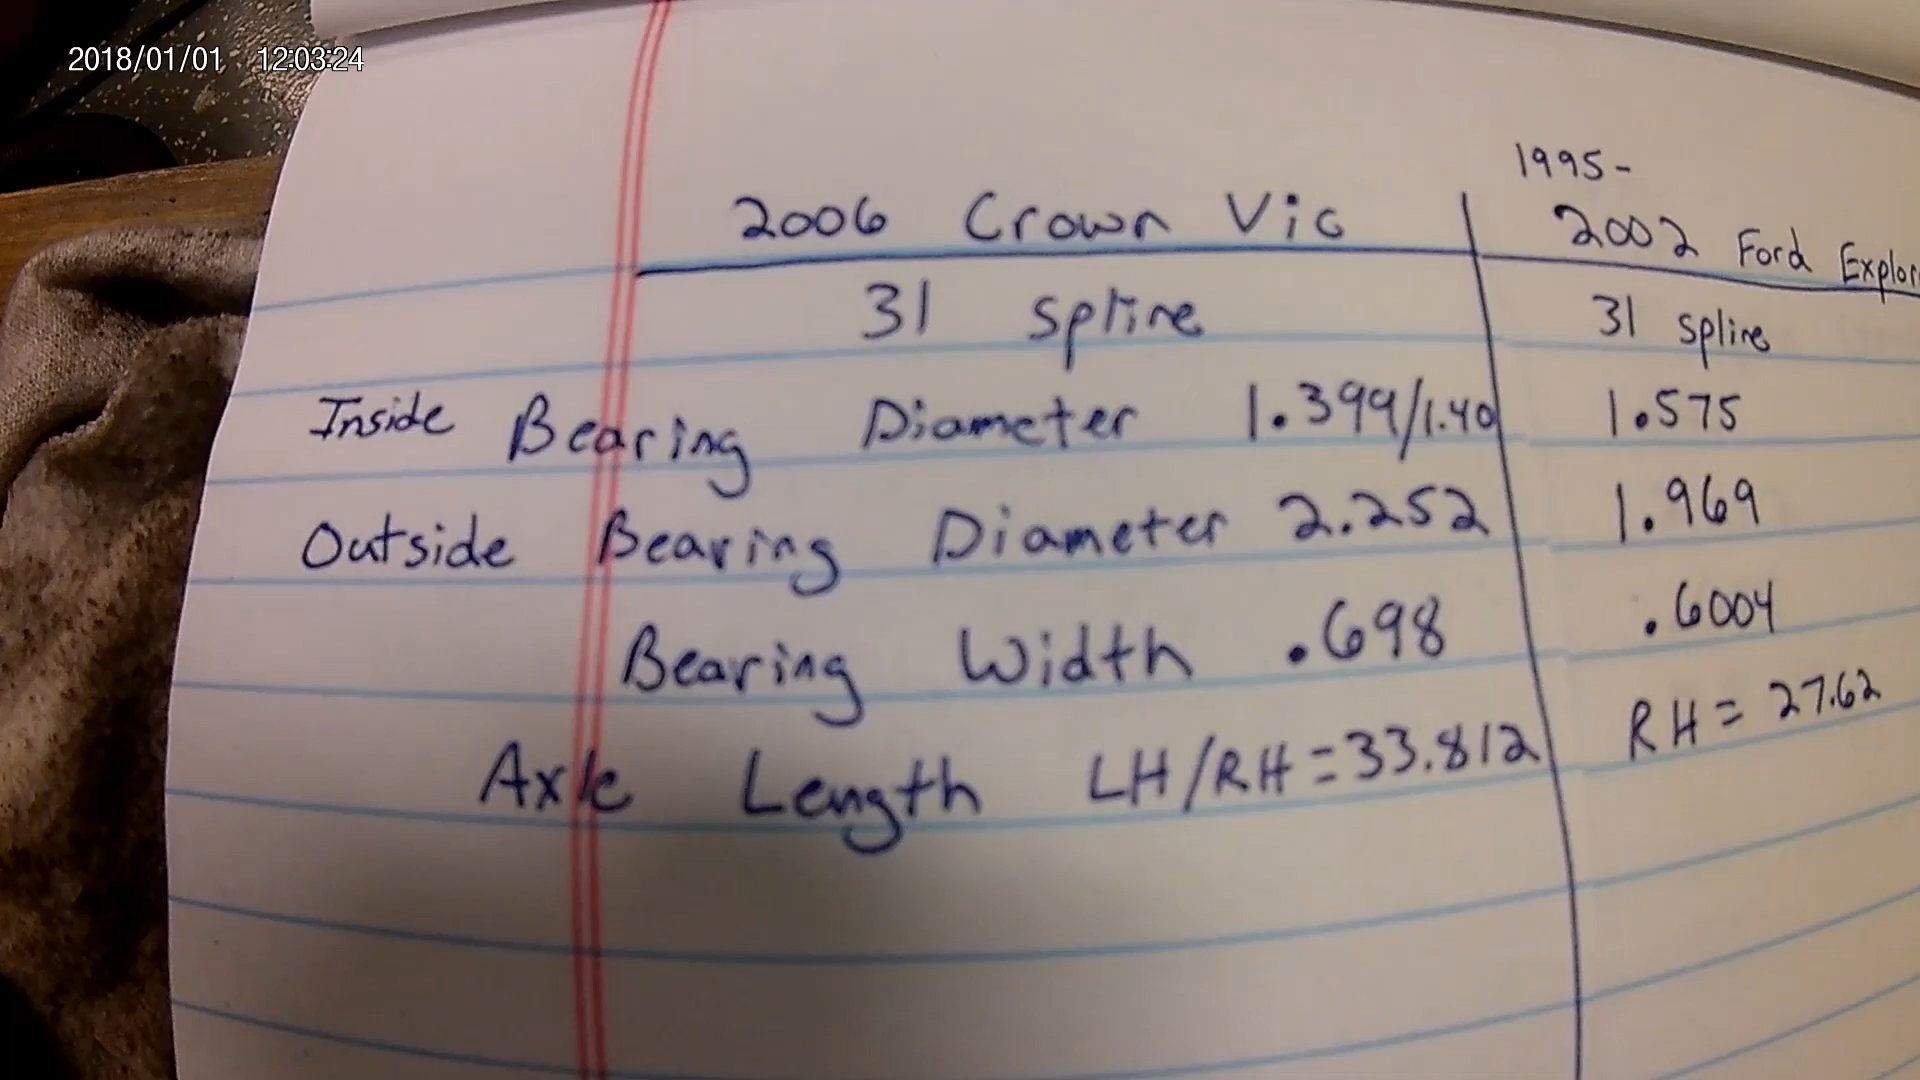 2018/01/01 12:03:24
1995-
2006 Crown Vic 2002 Ford
31 spline 31 spline
Inside Bearing Diameter 1.399/1.40 1.575
Outside Bearing Diameter 2.252 1.969
Bearing Width .698 .6004
Axle Length LH/RH=33.812 RH=27.62